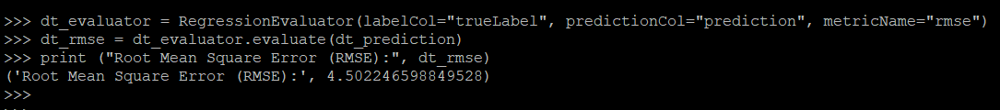 >>> dt_evaluator = RegressionEvaluator(labelCol="trueLabel", predictionCol="prediction", metricName="rmse")
>>> dt_rmse = dt_evaluator.evaluate(dt_prediction)
>>> print ("Root Mean Square Error (RMSE):", dt_rmse)
('Root Mean Square Error (RMSE):', 4.502246598849528)
>>>